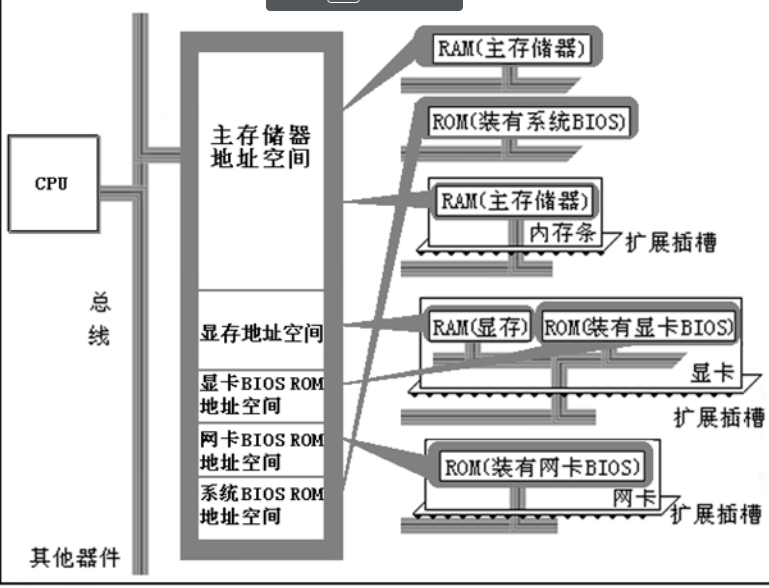 CPU
总
线
其他器件
主存储器
地址空间
显存地址空间
显卡BIOS ROM
地址空间
网卡BIOS ROM
地址空间
系统BIOS ROM
地址空间
RAM(主存储器)
ROM(装有系统BIOS)
RAM(主存储器)
内存条
扩展插槽
RAM(显存)
ROM(装有显卡BIOS)
显卡
扩展插槽
ROM(装有网卡BIOS)
网卡
扩展插槽